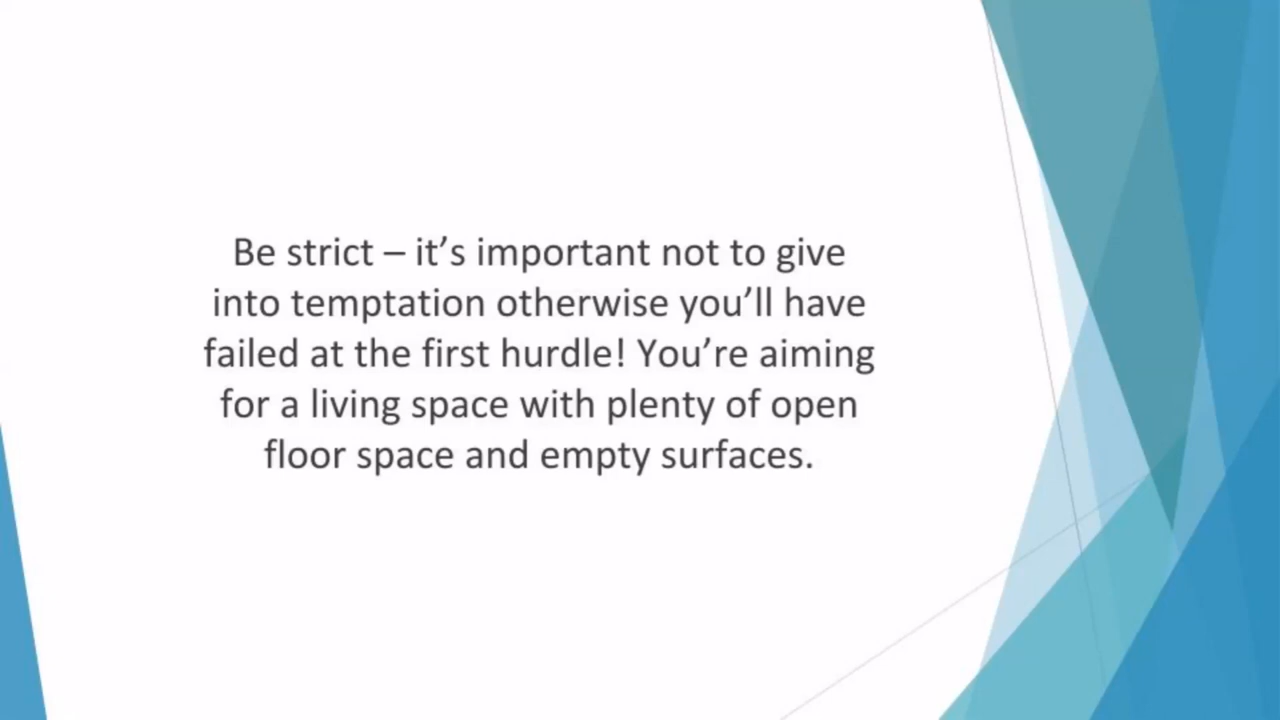 Be strict – it’s important not to give
into temptation otherwise you’ll have
failed at the first hurdle! You’re aiming
for a living space with plenty of open
floor space and empty surfaces.